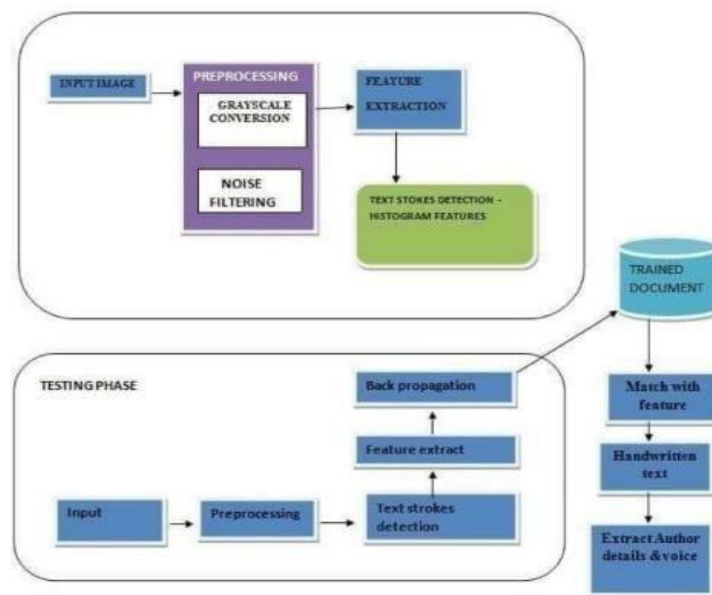 INPUT IMAGE
PREPROCESSING
GRAYSCALE
CONVERSION
NOISE
FILTERING
FEATURE
EXTRACTION
TEXT STOKES DETECTION -
HISTOGRAM FEATURES
TRAINED
DOCUMENT
Match with
feature
Handwritten
text
Extract Author
details &voice
TESTING PHASE
Back propagation
Feature extract
Input
Preprocessing
Text strokes
detection